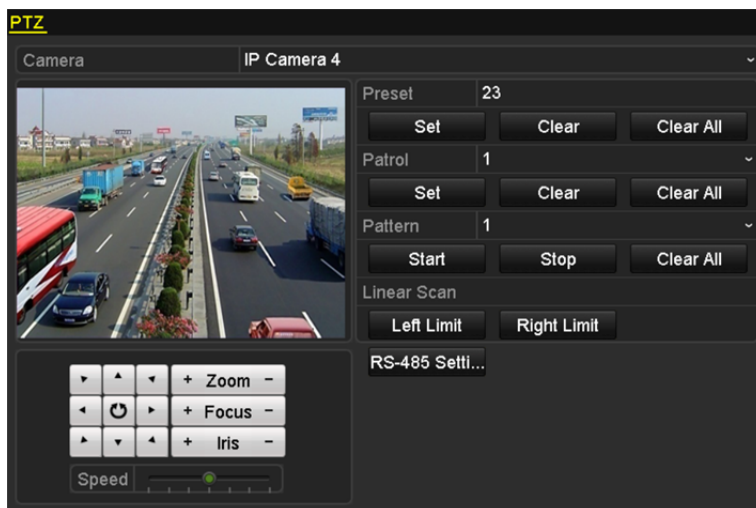 PTZ
Camera IP Camera 4
Preset 23
Set Clear Clear All
Patrol 1
Set Clear Clear All
Pattern 1
Start Stop Clear All
Linear Scan
Left Limit Right Limit
RS-485 Setti...
+ Zoom -
+ Focus -
+ Iris -
Speed